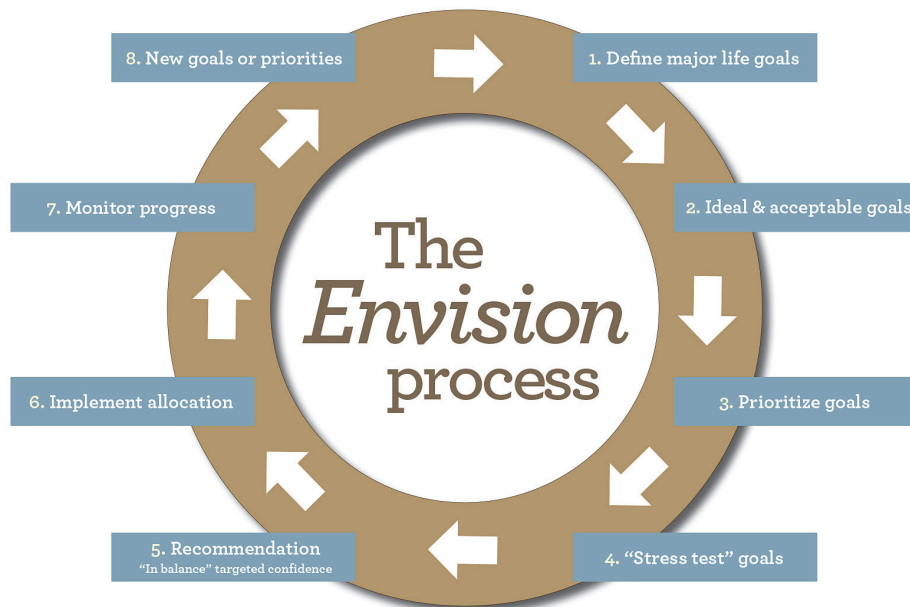 The
Envision
process
1. Define major life goals
2. Ideal & acceptable goals
3. Prioritize goals
4. “Stress test” goals
5. Recommendation
“In balance” targeted confidence
6. Implement allocation
7. Monitor progress
8. New goals or priorities